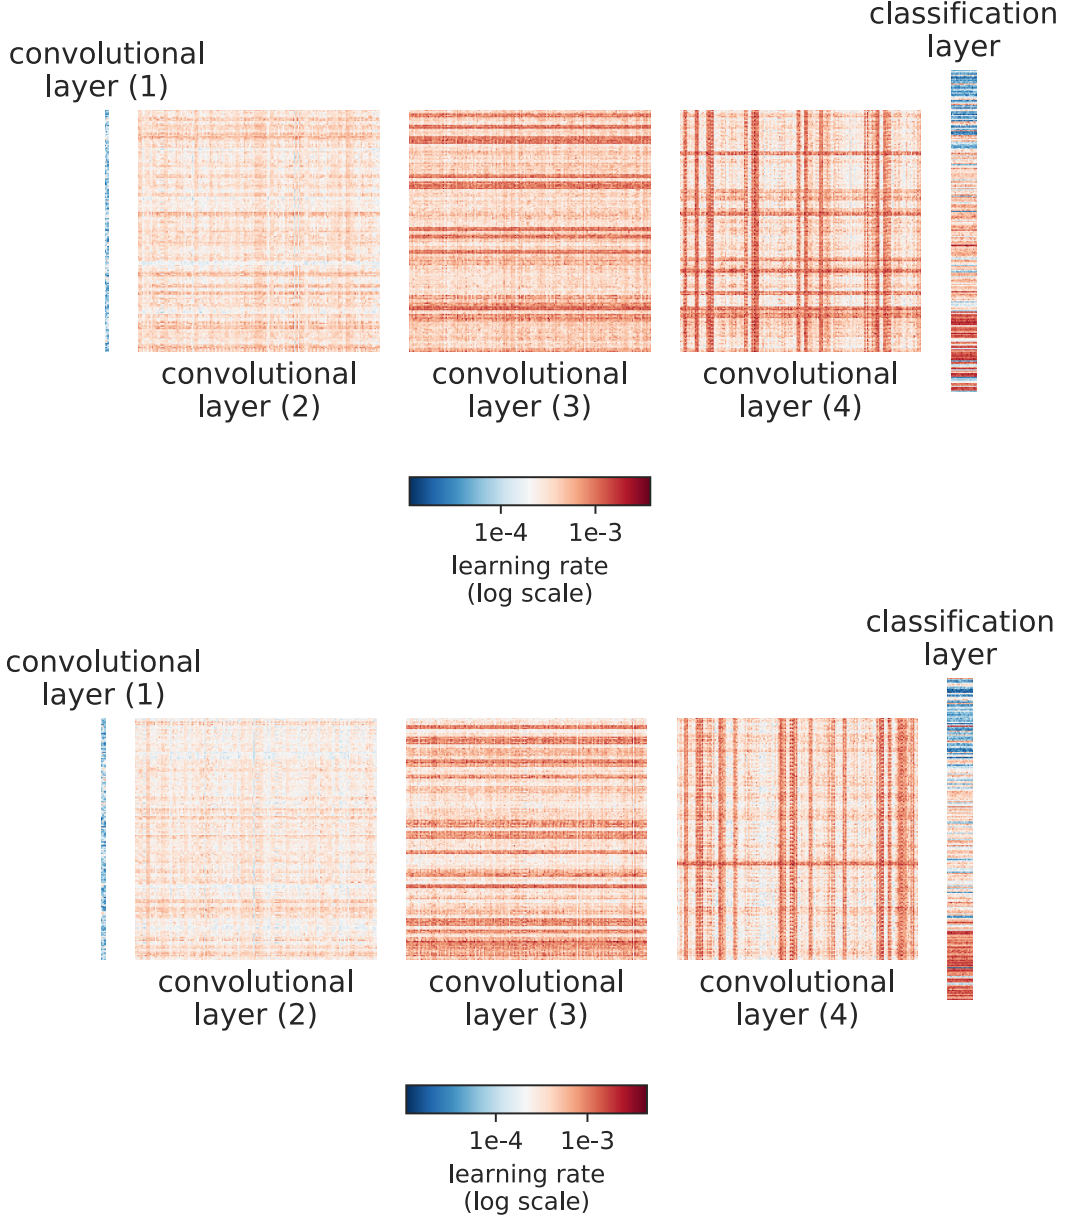 classification
layer
convolutional
layer (1)
convolutional
layer (2)
convolutional
layer (3)
convolutional
layer (4)
1e-4
1e-3
learning rate
(log scale)
classification
layer
convolutional
layer (1)
convolutional
layer (2)
convolutional
layer (3)
convolutional
layer (4)
1e-4
1e-3
learning rate
(log scale)